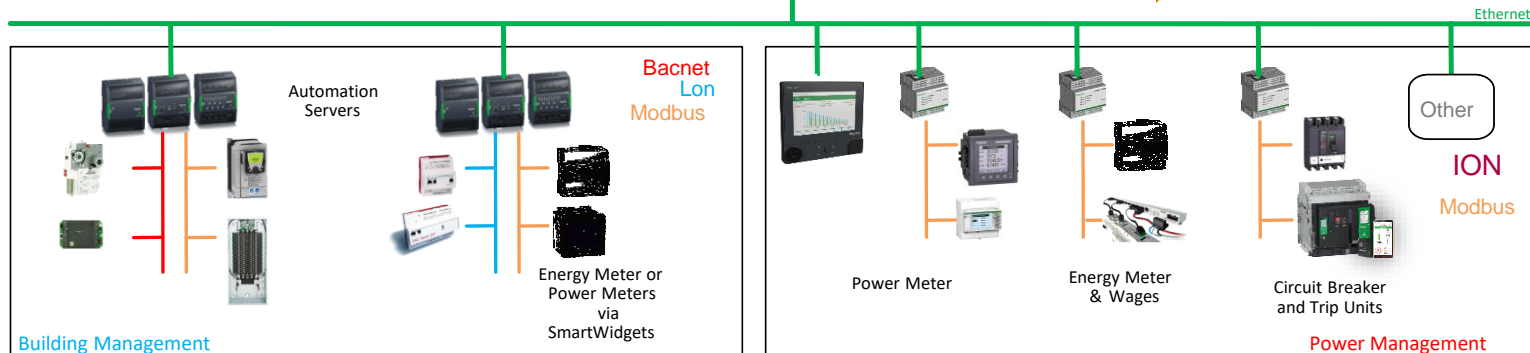 Ethernet
Automation
Servers
Bacnet
Lon
Modbus
Energy Meter or
Power Meters
via
SmartWidgets
Building Management
Other
ION
Modbus
Power Meter
Energy Meter
& Wages
Circuit Breaker
and Trip Units
Power Management